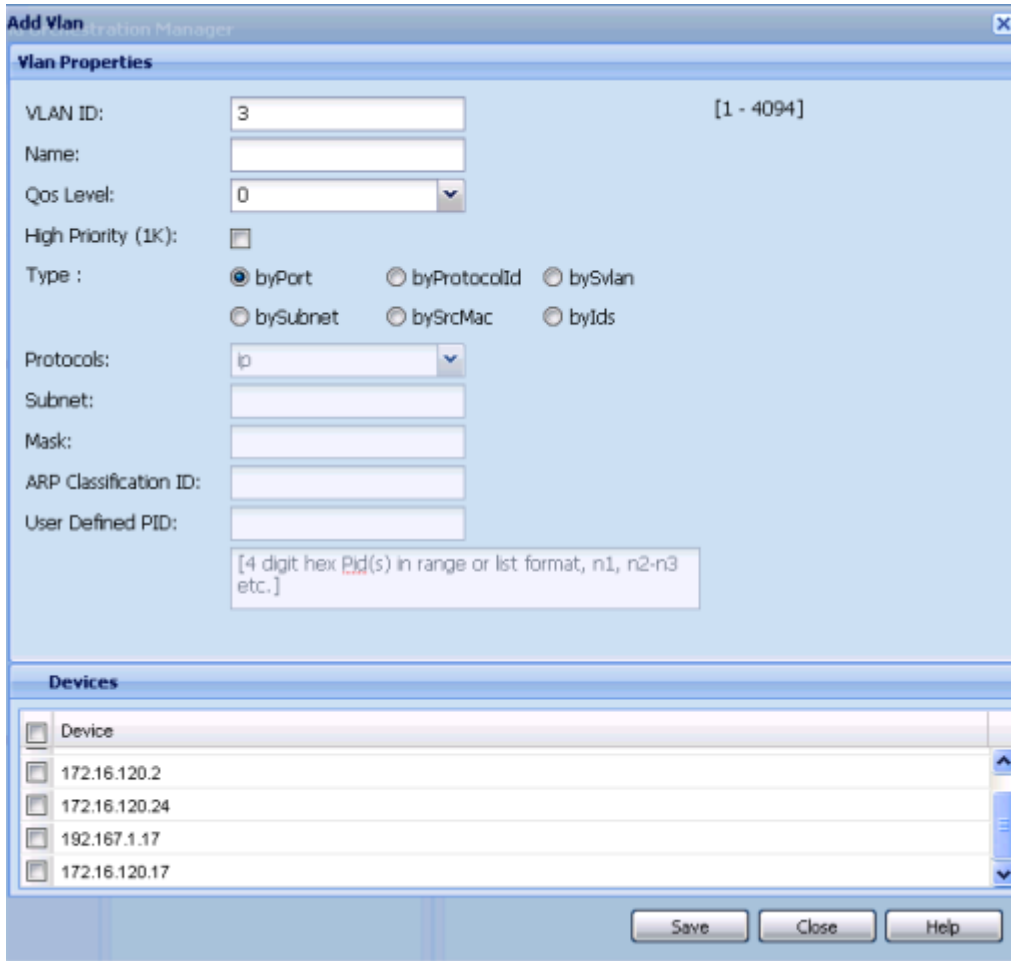 Add Vlan
Orchestration Manager
Vlan Properties
VLAN ID: 3 [1 - 4094]
Name:
Qos Level: 0
High Priority (1K):
Type : byPort byProtocolId bySvlan
bySubnet bySrcMac byIds
Protocols: ip
Subnet:
Mask:
ARP Classification ID:
User Defined PID:
[4 digit hex Pid(s) in range or list format, n1, n2-n3
etc.]
Devices
Device
172.16.120.2
172.16.120.24
192.167.1.17
172.16.120.17
Save Close Help